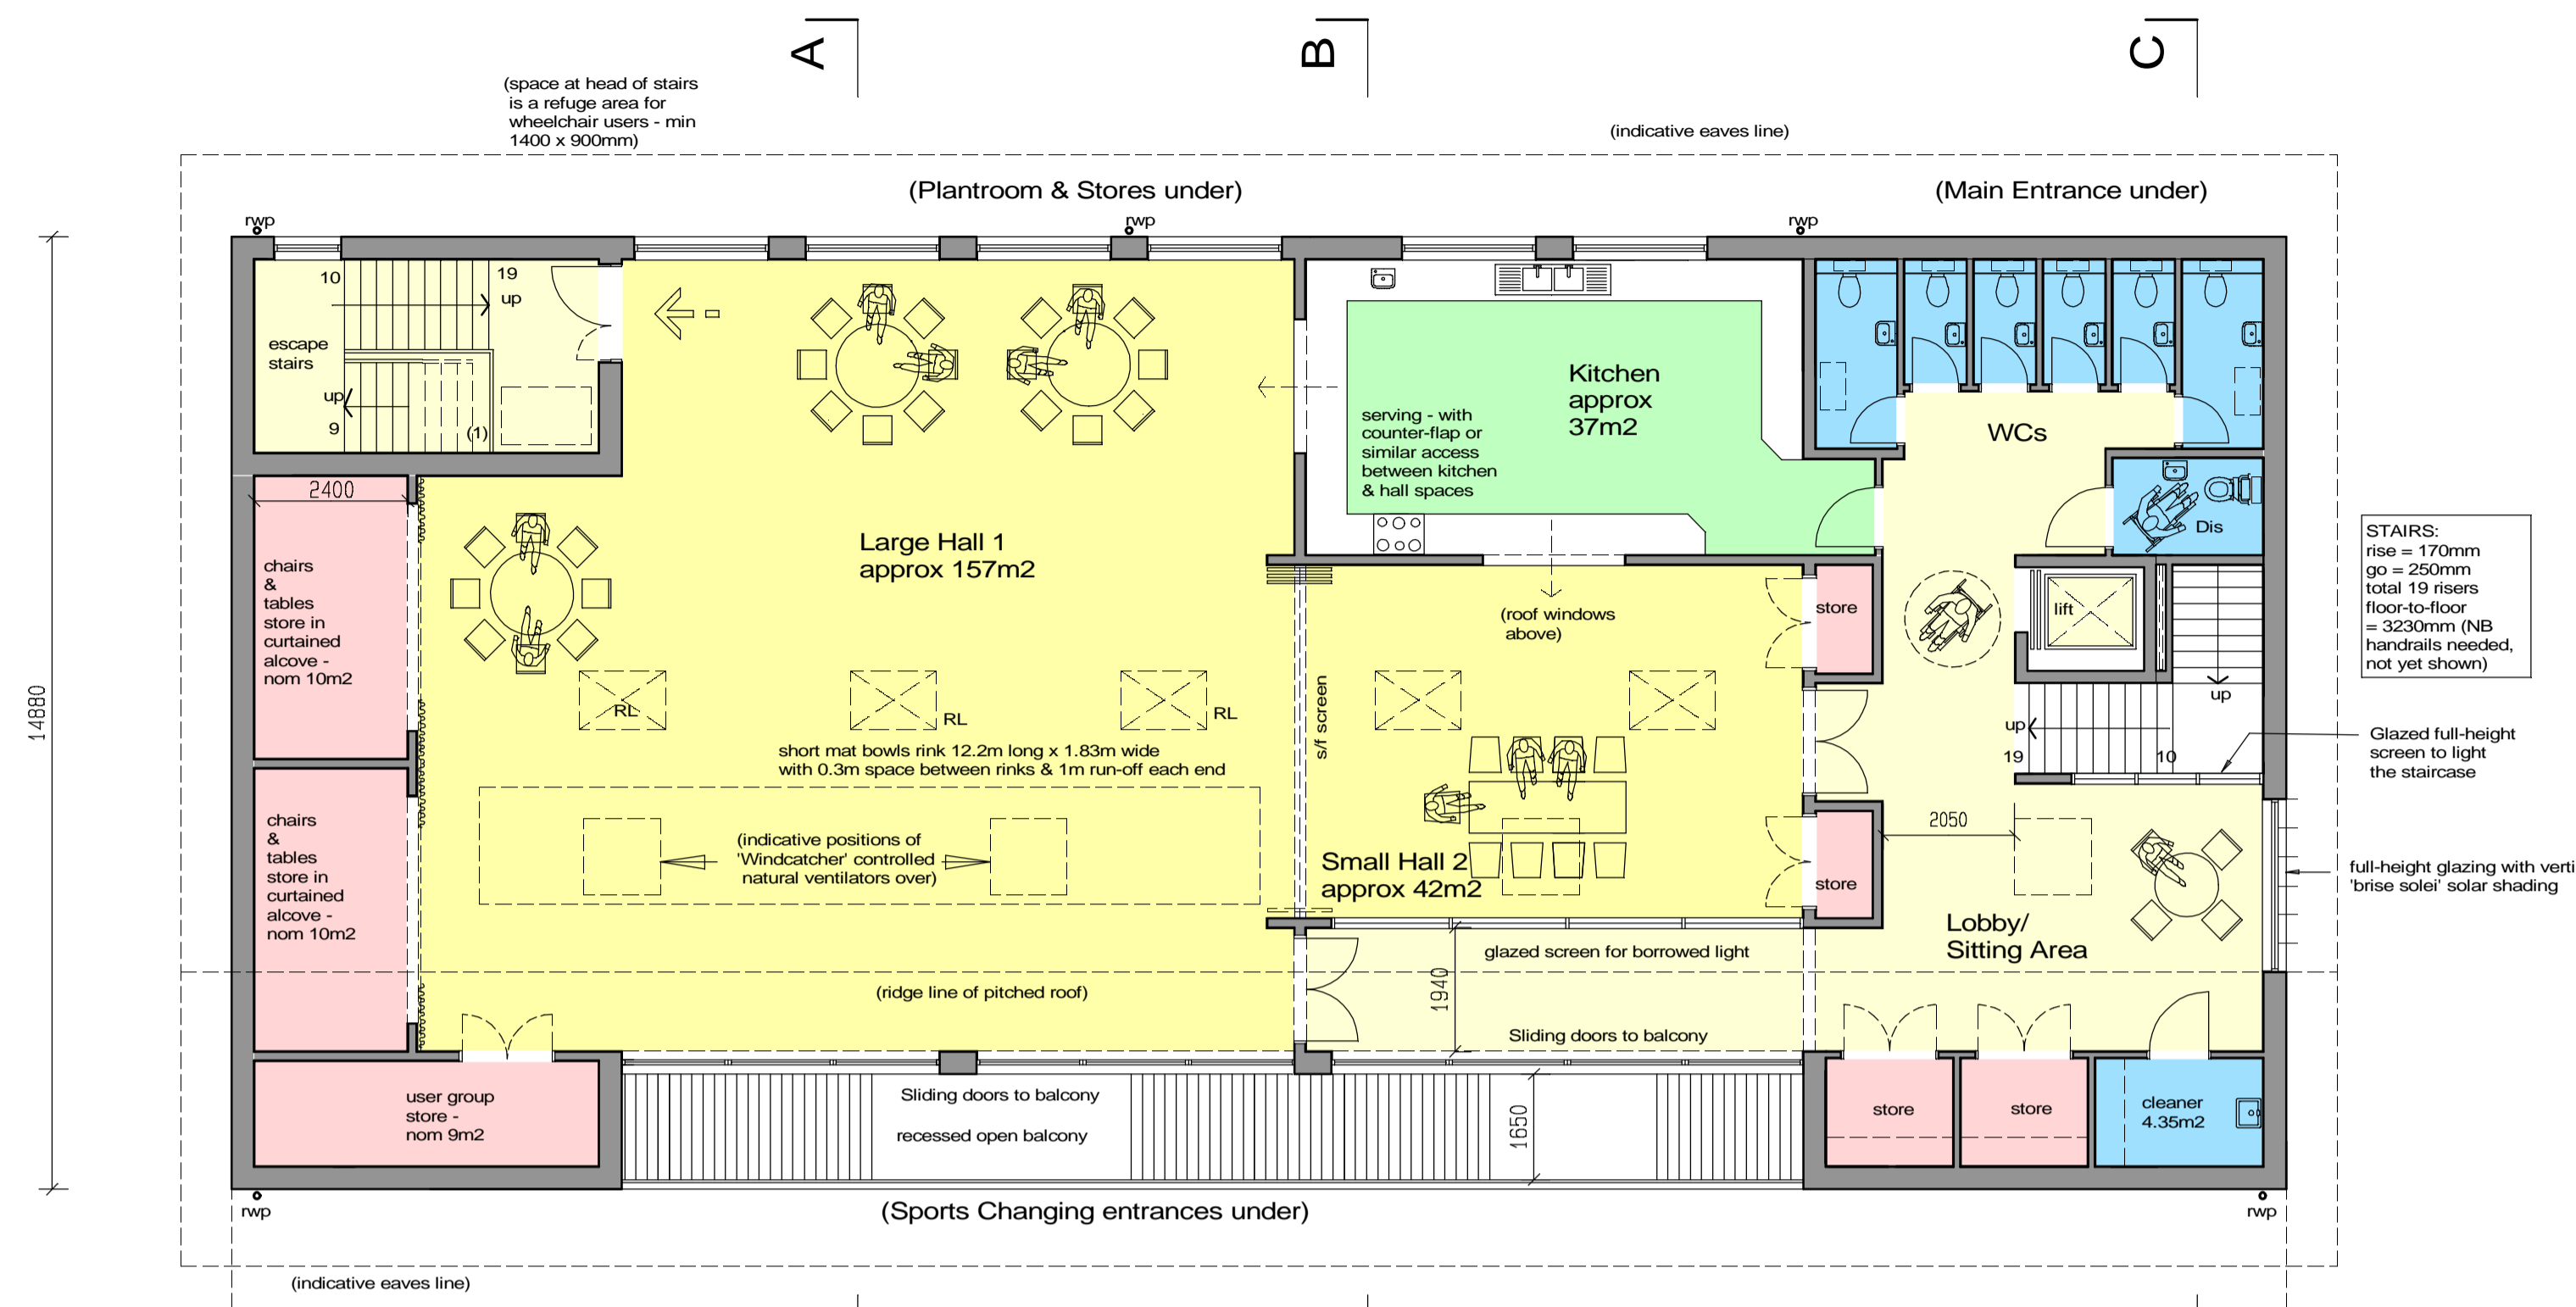 A
B
C
(space at head of stairs
is a refuge area for
wheelchair users - min
1400 x 900mm)
(indicative eaves line)
(Plantroom & Stores under)
(Main Entrance under)
rwp
rwp
rwp
10
19
up
escape
stairs
up
9
(1)
Kitchen
approx
37m2
serving - with
counter-flap or
similar access
between kitchen
& hall spaces
WCs
Dis
2400
Large Hall 1
approx 157m2
chairs
&
tables
store in
curtained
alcove -
nom 10m2
STAIRS:
rise = 170mm
go = 250mm
total 19 risers
floor-to-floor
= 3230mm (NB
handrails needed,
not yet shown)
(roof windows
above)
store
lift
up
14880
RL
RL
RL
s/f screen
up
19
10
Glazed full-height
screen to light
the staircase
short mat bowls rink 12.2m long x 1.83m wide
with 0.3m space between rinks & 1m run-off each end
2050
chairs
&
tables
store in
curtained
alcove -
nom 10m2
(indicative positions of
'Windcatcher' controlled
natural ventilators over)
Small Hall 2
approx 42m2
store
full-height glazing with verti
'brise solei' solar shading
Lobby/
Sitting Area
glazed screen for borrowed light
1940
(ridge line of pitched roof)
Sliding doors to balcony
user group
store -
nom 9m2
Sliding doors to balcony
recessed open balcony
1650
store
store
cleaner
4.35m2
rwp
(Sports Changing entrances under)
rwp
(indicative eaves line)